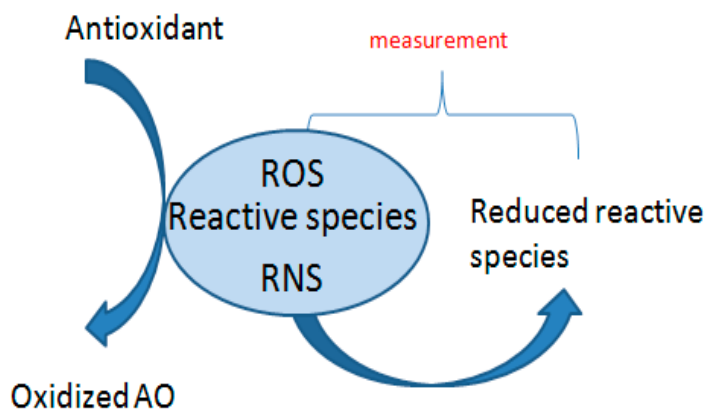 Antioxidant
measurement
ROS
Reactive species
RNS
Reduced reactive
species
Oxidized AO